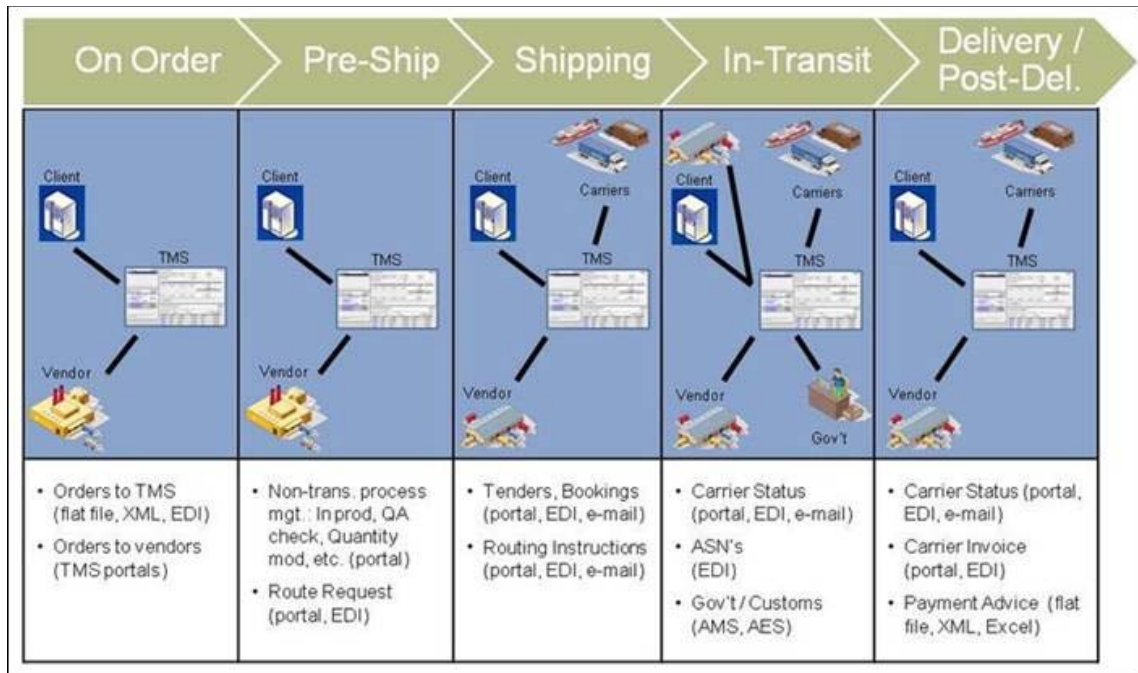 On Order
Pre-Ship
Shipping
In-Transit
Delivery /
Post-Del.
Client
TMS
Vendor
Client
TMS
Vendor
Carriers
Client
TMS
Vendor
Client
Carriers
TMS
Vendor
Gov't
Carriers
Client
TMS
Vendor
• Orders to TMS
(flat file, XML, EDI)
• Orders to vendors
(TMS portals)
• Non-trans. process
mgt.: In prod, QA
check, Quantity
mod, etc. (portal)
• Route Request
(portal, EDI)
• Tenders, Bookings
(portal, EDI, e-mail)
• Routing Instructions
(portal, EDI, e-mail)
• Carrier Status
(portal, EDI, e-mail)
• ASN's
(EDI)
• Gov't / Customs
(AMS, AES)
• Carrier Status (portal,
EDI, e-mail)
• Carrier Invoice
(portal, EDI)
• Payment Advice (flat
file, XML, Excel)